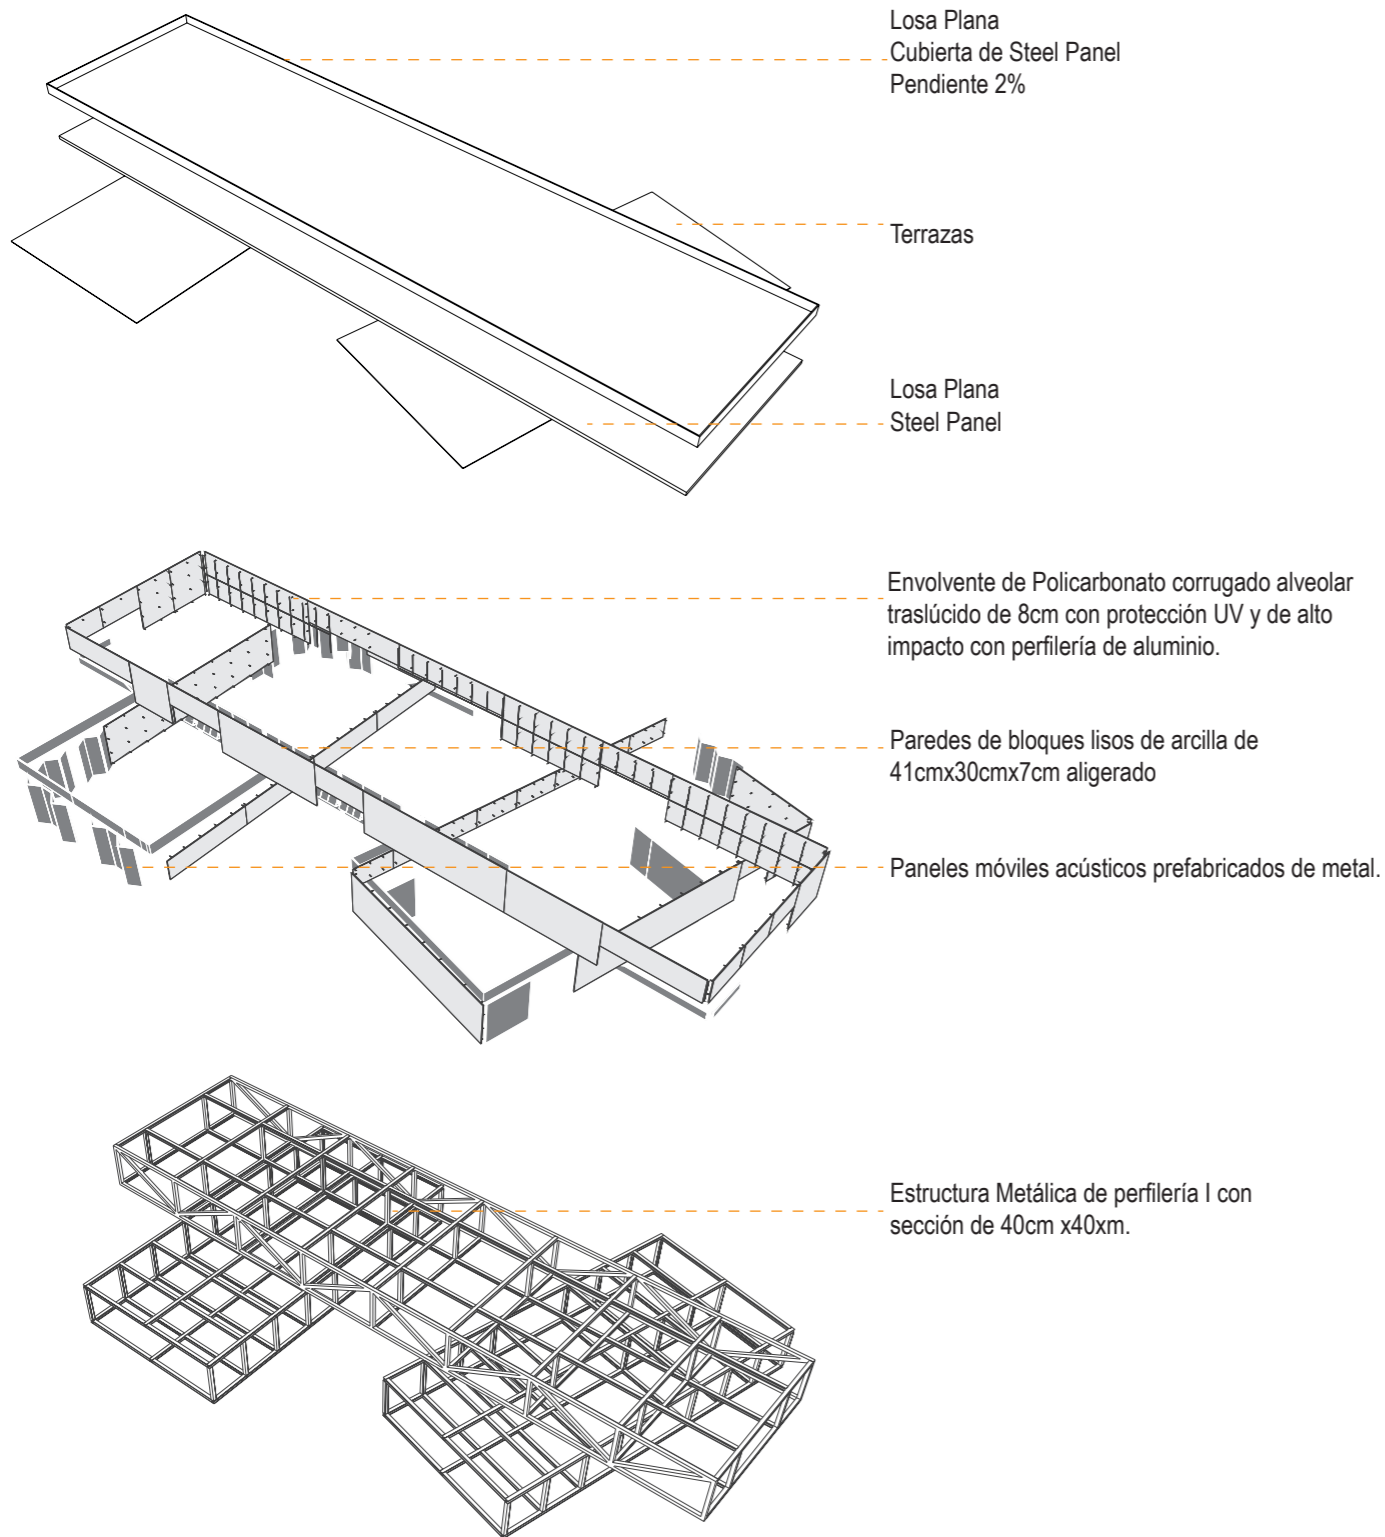 Losa Plana
Cubierta de Steel Panel
Pendiente 2%
Terrazas
Losa Plana
Steel Panel
Envolvente de Policarbonato corrugado alveolar
traslúcido de 8cm con protección UV y de alto
impacto con perfilería de aluminio.
Paredes de bloques lisos de arcilla de
41cmx30cmx7cm aligerado
Paneles móviles acústicos prefabricados de metal.
Estructura Metálica de perfilería I con
sección de 40cm x40xm.